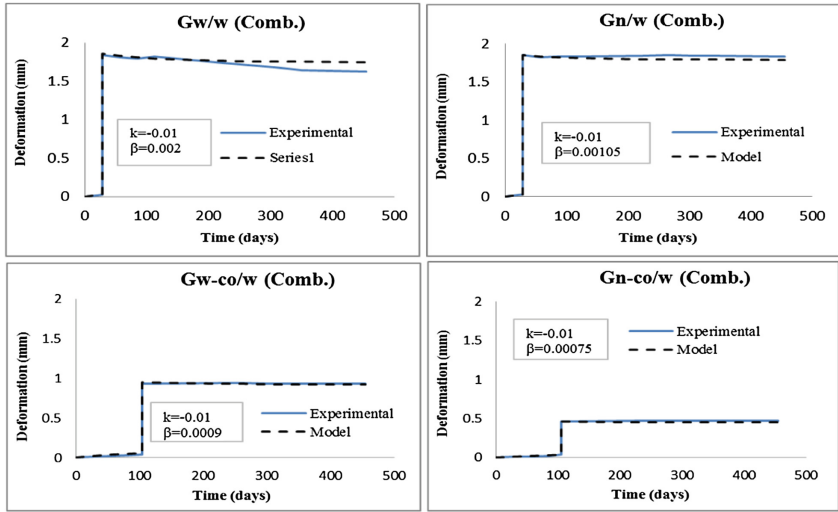 Gw/w (Comb.)
Deformation (mm)
2
1.5
1
0.5
0
k=-0.01
β=0.002
Experimental
Series1
0 100 200 300 400 500
Time (days)
Gn/w (Comb.)
Deformation (mm)
2
1.5
1
0.5
0
k=-0.01
β=0.00105
Experimental
Model
0 100 200 300 400 500
Time (days)
Gw-co/w (Comb.)
Deformation (mm)
2
1.5
1
0.5
0
k=-0.01
β=0.0009
Experimental
Model
0 100 200 300 400 500
Time (days)
Gn-co/w (Comb.)
Deformation (mm)
2
1.5
1
0.5
0
k=-0.01
β=0.00075
Experimental
Model
0 100 200 300 400 500
Time (days)